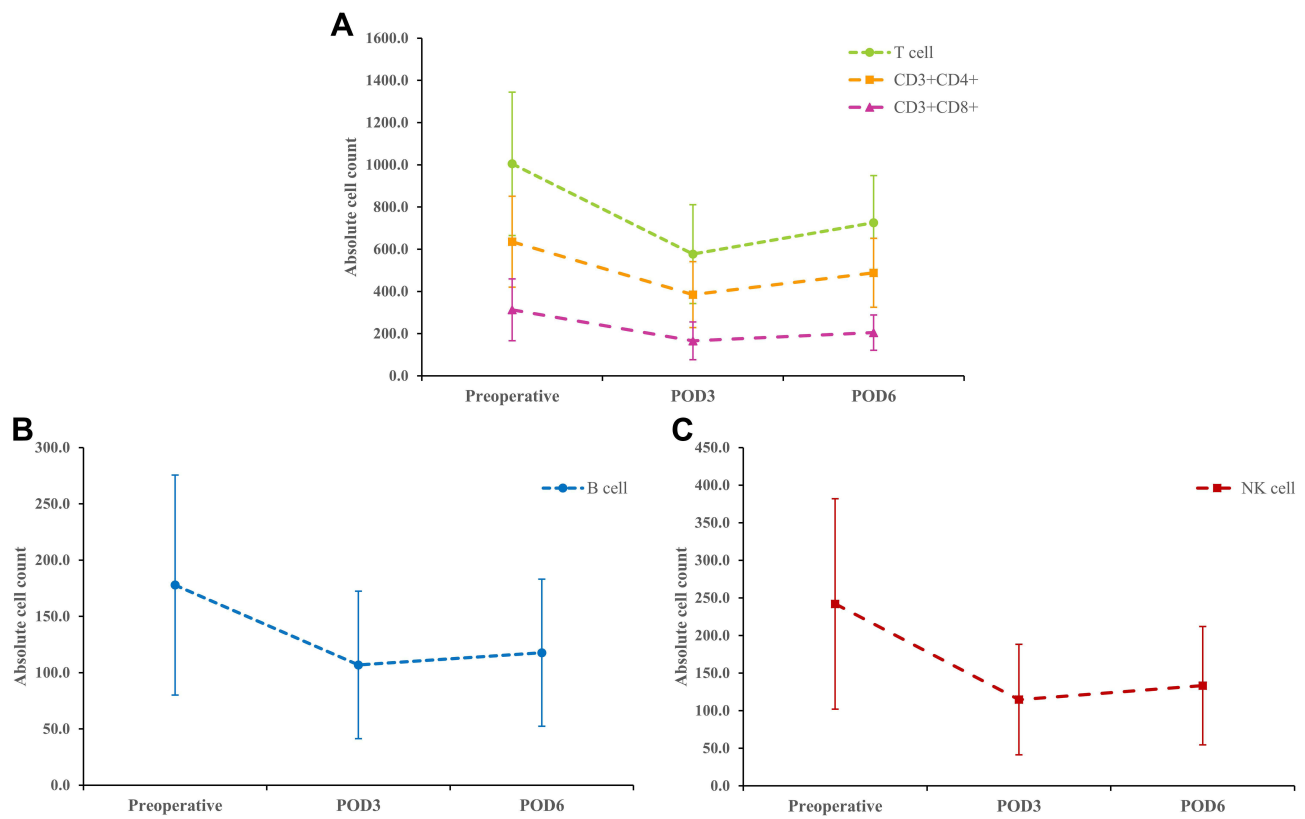 A
1600.0
1400.0
1200.0
1000.0
800.0
600.0
400.0
200.0
0.0
Absolute cell count
T cell
CD3+CD4+
CD3+CD8+
Preoperative POD3 POD6
B
300.0
250.0
200.0
150.0
100.0
50.0
0.0
Absolute cell count
B cell
Preoperative POD3 POD6
C
450.0
400.0
350.0
300.0
250.0
200.0
150.0
100.0
50.0
0.0
Absolute cell count
NK cell
Preoperative POD3 POD6